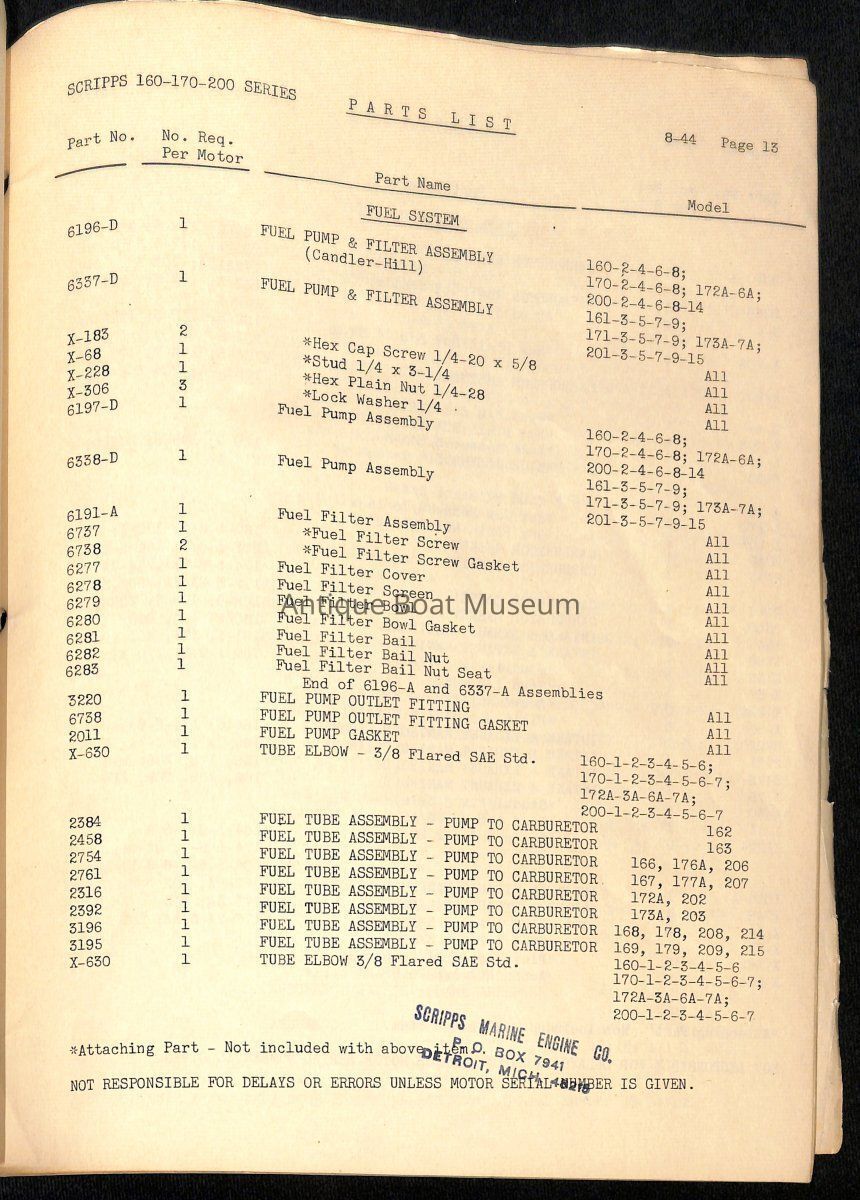 SCRIPPS 160-170-200 SERIES
PARTS LIST
8-44 Page 13
Part No. No. Req. Per Motor Part Name Model
FUEL SYSTEM
6196-D 1 FUEL PUMP & FILTER ASSEMBLY
(Candler-Hill) 160-2-4-6-8;
170-2-4-6-8; 172A-6A;
200-2-4-6-8-14
6337-D 1 FUEL PUMP & FILTER ASSEMBLY 161-3-5-7-9;
171-3-5-7-9; 173A-7A;
201-3-5-7-9-15
X-183 2 *Hex Cap Screw 1/4-20 x 5/8 All
X-68 1 *Stud 1/4 x 3-1/4 All
X-228 1 *Hex Plain Nut 1/4-28 All
X-306 3 *Lock Washer 1/4 All
6197-D 1 Fuel Pump Assembly 160-2-4-6-8;
170-2-4-6-8; 172A-6A;
200-2-4-6-8-14
6338-D 1 Fuel Pump Assembly 161-3-5-7-9;
171-3-5-7-9; 173A-7A;
201-3-5-7-9-15
6191-A 1 Fuel Filter Assembly All
6737 1 *Fuel Filter Screw All
6738 2 *Fuel Filter Screw Gasket All
6277 1 Fuel Filter Cover All
6278 1 Fuel Filter Screen All
6279 1 Fuel Filter Bowl All
6280 1 Fuel Filter Bowl Gasket All
6281 1 Fuel Filter Bail All
6282 1 Fuel Filter Bail Nut All
6283 1 Fuel Filter Bail Nut Seat
End of 6196-A and 6337-A Assemblies
3220 1 FUEL PUMP OUTLET FITTING All
6738 1 FUEL PUMP OUTLET FITTING GASKET All
2011 1 FUEL PUMP GASKET All
X-630 1 TUBE ELBOW - 3/8 Flared SAE Std. 160-1-2-3-4-5-6;
170-1-2-3-4-5-6-7;
172A-3A-6A-7A;
200-1-2-3-4-5-6-7
2384 1 FUEL TUBE ASSEMBLY - PUMP TO CARBURETOR 162
2458 1 FUEL TUBE ASSEMBLY - PUMP TO CARBURETOR 163
2754 1 FUEL TUBE ASSEMBLY - PUMP TO CARBURETOR 166, 176A, 206
2761 1 FUEL TUBE ASSEMBLY - PUMP TO CARBURETOR 167, 177A, 207
2316 1 FUEL TUBE ASSEMBLY - PUMP TO CARBURETOR 172A, 202
2392 1 FUEL TUBE ASSEMBLY - PUMP TO CARBURETOR 173A, 203
3196 1 FUEL TUBE ASSEMBLY - PUMP TO CARBURETOR 168, 178, 208, 214
3195 1 FUEL TUBE ASSEMBLY - PUMP TO CARBURETOR 169, 179, 209, 215
X-630 1 TUBE ELBOW 3/8 Flared SAE Std. 160-1-2-3-4-5-6
170-1-2-3-4-5-6-7;
172A-3A-6A-7A;
200-1-2-3-4-5-6-7
*Attaching Part - Not included with above item.
NOT RESPONSIBLE FOR DELAYS OR ERRORS UNLESS MOTOR SERIAL NUMBER IS GIVEN.
SCRIPPS MARINE ENGINE CO.
P. O. BOX 7941
DETROIT, MICH. 48215
Antique Boat Museum